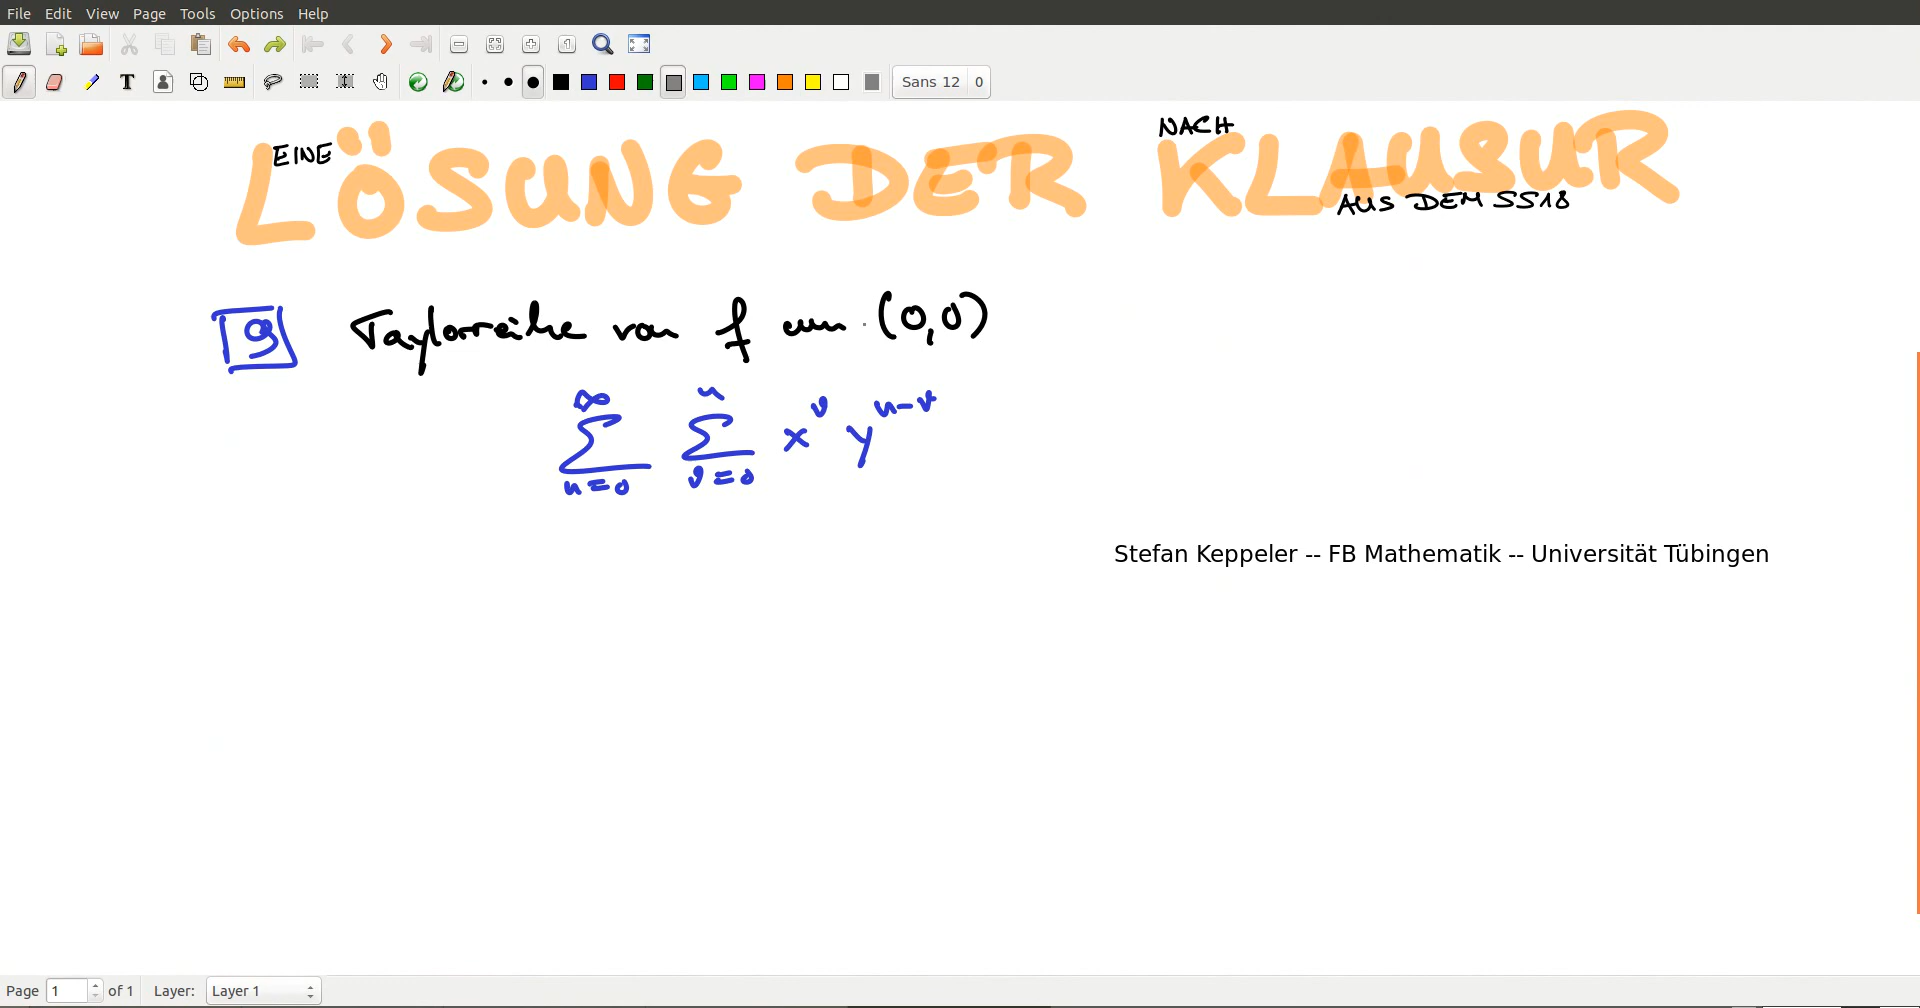 File Edit View Page Tools Options Help
Sans 12 0
EINE NACH
LÖSUNG DER KLAUSUR
AUS DEM SS18
9 Taylorreihe von f um (0,0)
∞ n
∑ ∑ x^ν y^{n-ν}
n=0 ν=0
Stefan Keppeler -- FB Mathematik -- Universität Tübingen
Page 1 of 1 Layer: Layer 1